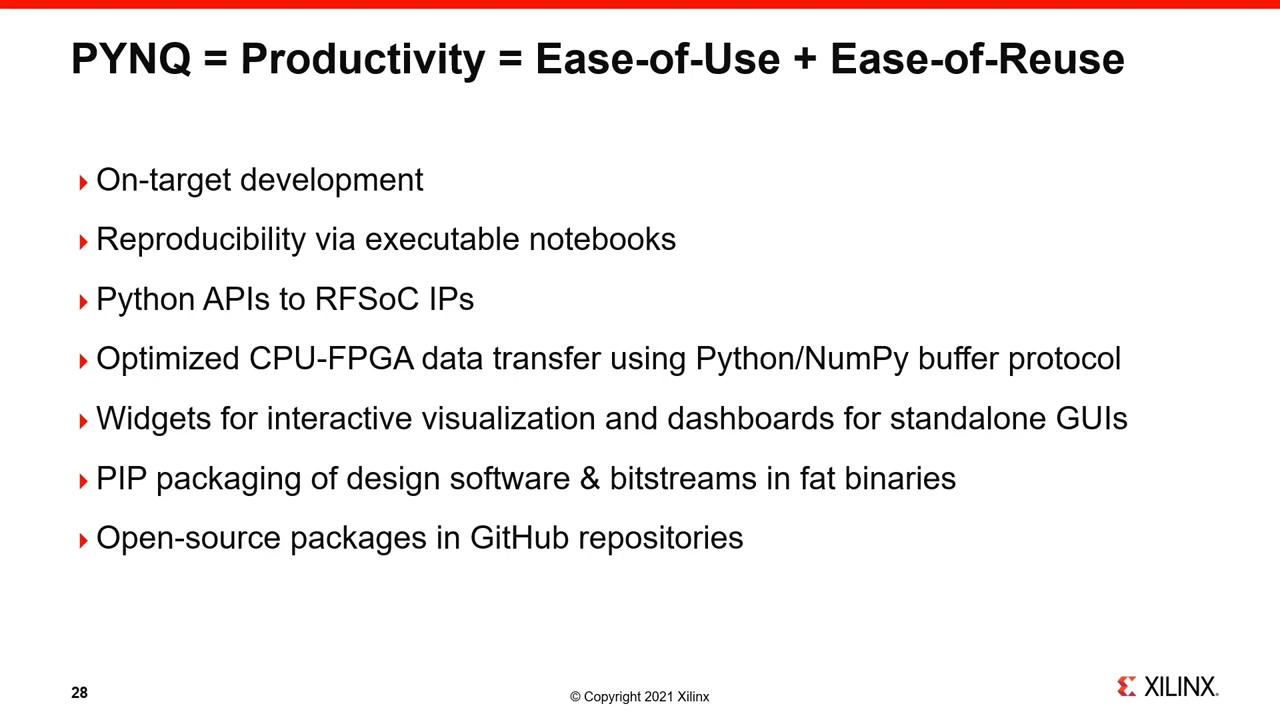 PYNQ = Productivity = Ease-of-Use + Ease-of-Reuse
On-target development
Reproducibility via executable notebooks
Python APIs to RFSoC IPs
Optimized CPU-FPGA data transfer using Python/NumPy buffer protocol
Widgets for interactive visualization and dashboards for standalone GUIs
PIP packaging of design software & bitstreams in fat binaries
Open-source packages in GitHub repositories
28
© Copyright 2021 Xilinx
XILINX.